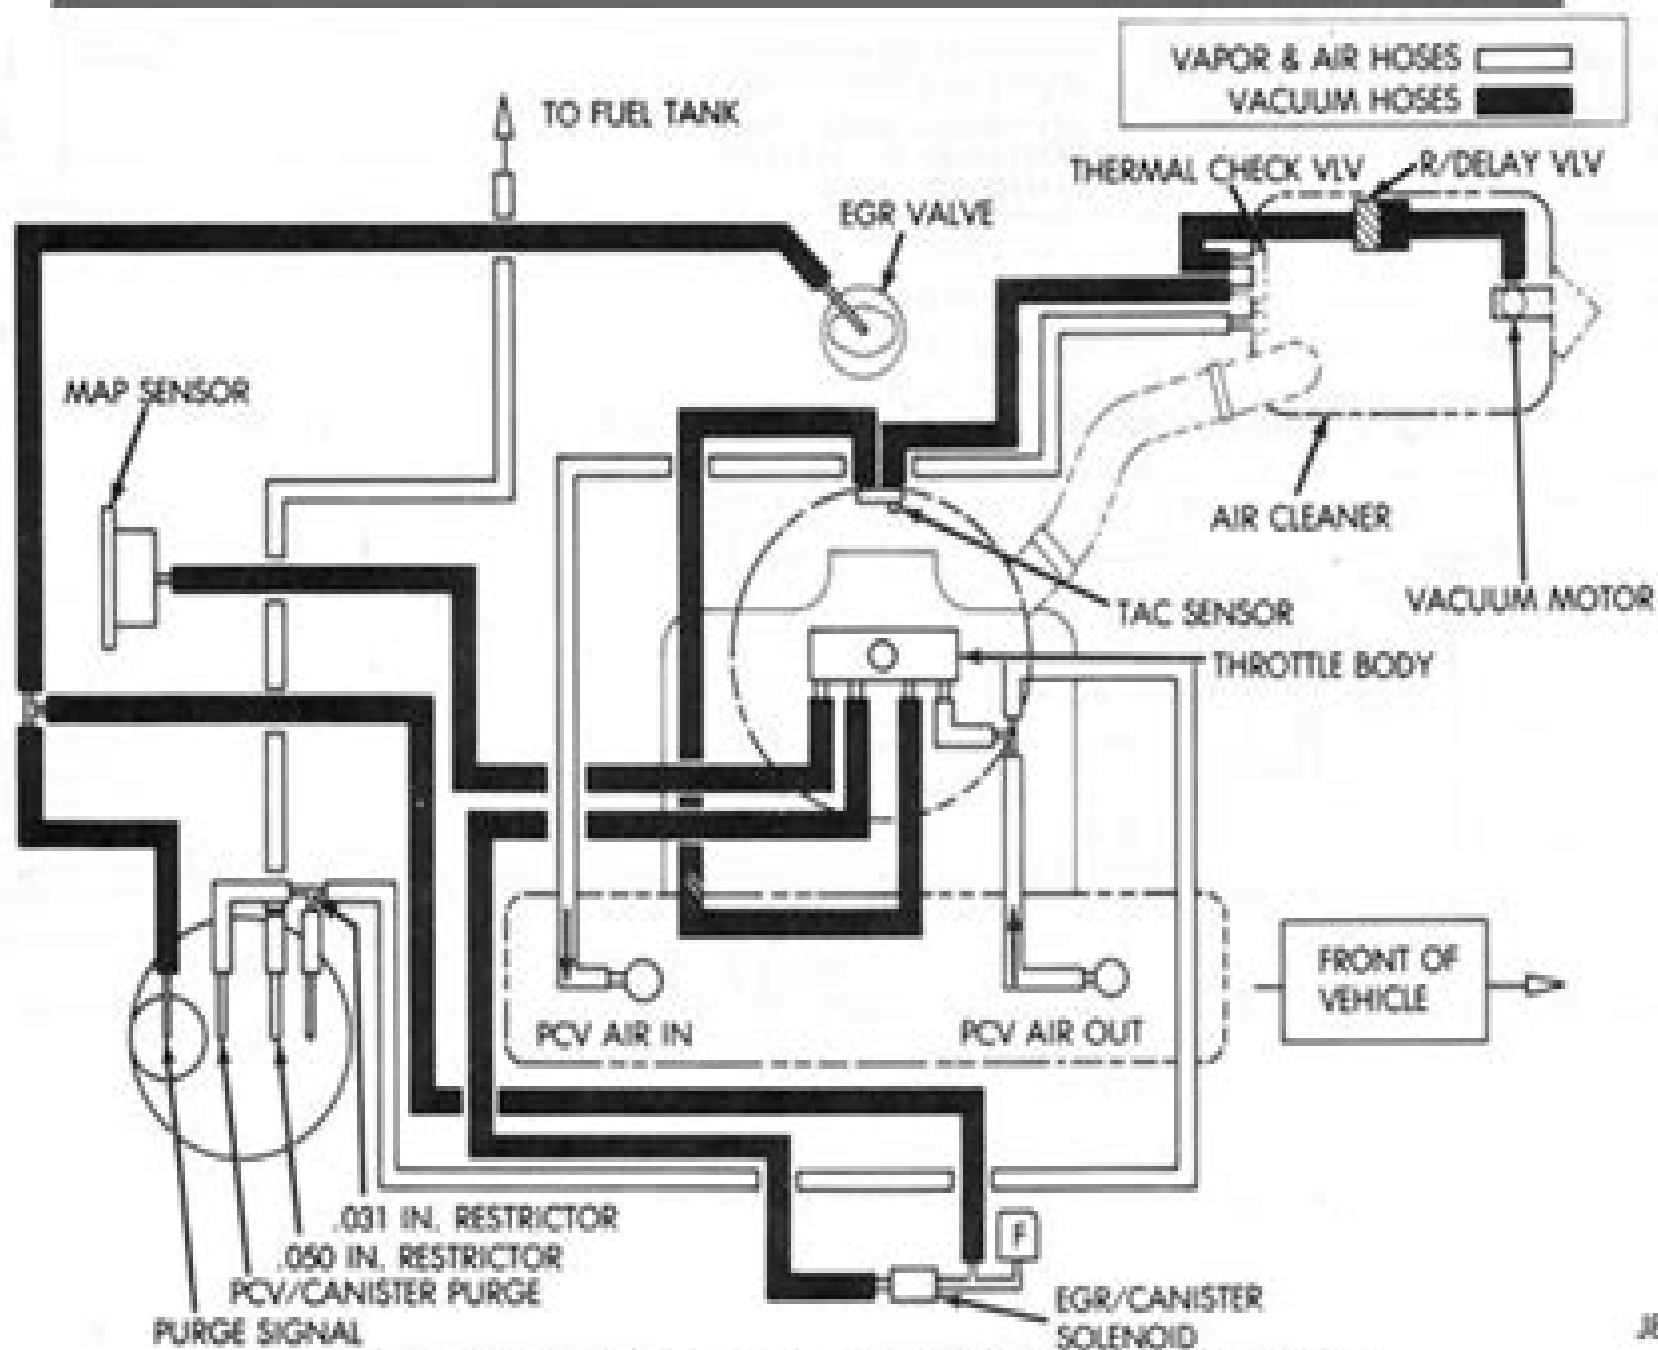 VAPOR & AIR HOSES
VACUUM HOSES
TO FUEL TANK
THERMAL CHECK VLV
R/DELAY VLV
EGR VALVE
MAP SENSOR
AIR CLEANER
TAC SENSOR
VACUUM MOTOR
THROTTLE BODY
FRONT OF
VEHICLE
PCV AIR IN
PCV AIR OUT
.031 IN. RESTRICTOR
.050 IN. RESTRICTOR
PCV/CANISTER PURGE
PURGE SIGNAL
F
EGR/CANISTER
SOLENOID